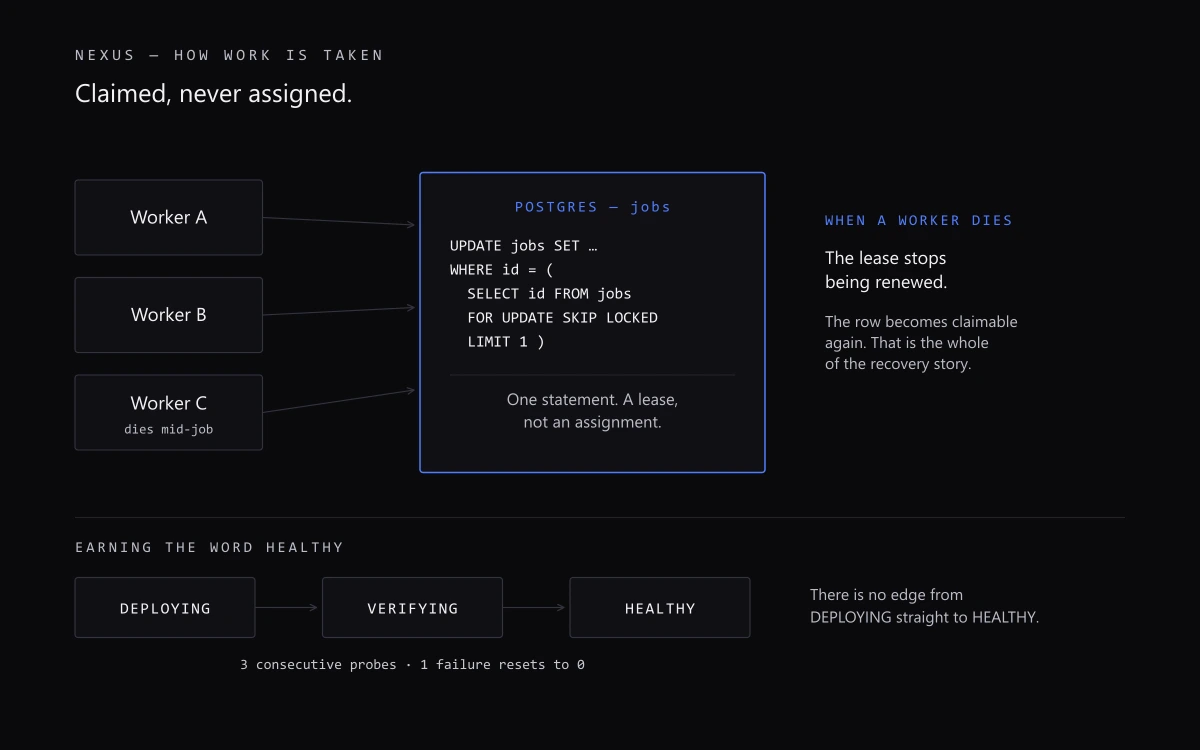 NEXUS — HOW WORK IS TAKEN
Claimed, never assigned.
Worker A
Worker B
Worker C
dies mid-job
POSTGRES — jobs
UPDATE jobs SET …
WHERE id = (
SELECT id FROM jobs
FOR UPDATE SKIP LOCKED
LIMIT 1 )
One statement. A lease,
not an assignment.
WHEN A WORKER DIES
The lease stops
being renewed.
The row becomes claimable
again. That is the whole
of the recovery story.
EARNING THE WORD HEALTHY
DEPLOYING
VERIFYING
HEALTHY
There is no edge from
DEPLOYING straight to HEALTHY.
3 consecutive probes · 1 failure resets to 0